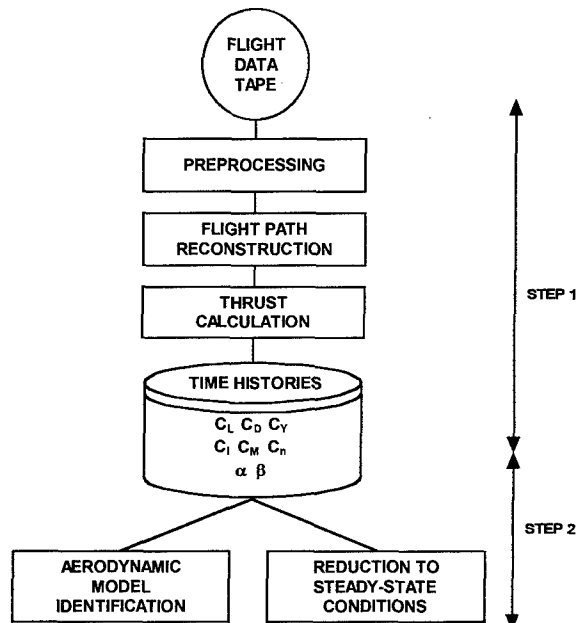 FLIGHT
DATA
TAPE
PREPROCESSING
FLIGHT PATH
RECONSTRUCTION
THRUST
CALCULATION
STEP 1
TIME HISTORIES
C_L C_D C_Y
C_l C_M C_n
α β
STEP 2
AERODYNAMIC
MODEL
IDENTIFICATION
REDUCTION TO
STEADY-STATE
CONDITIONS